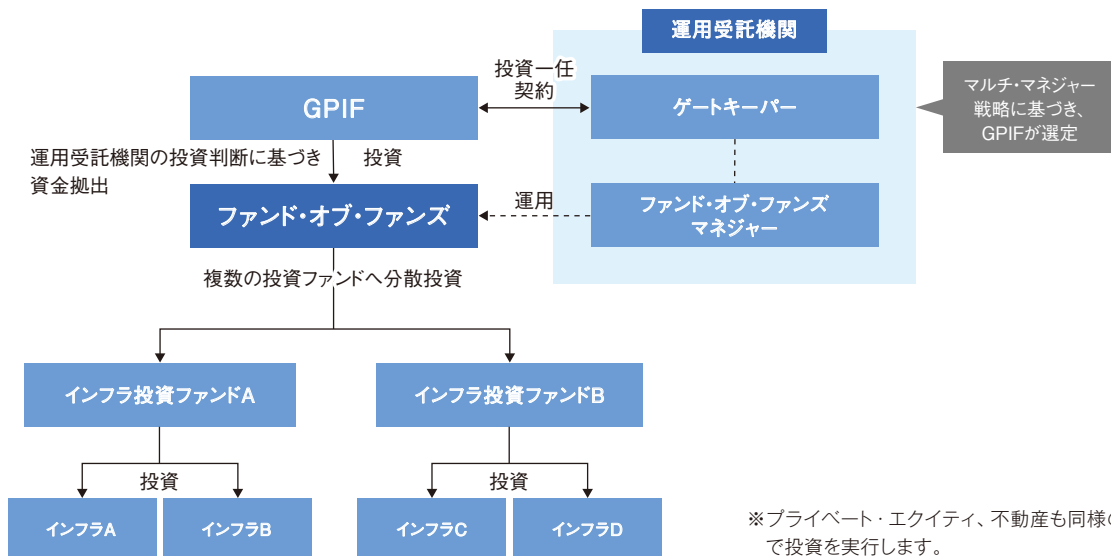 運用受託機関
投資一任
契約
GPIF
ゲートキーパー
マルチ・マネジャー
戦略に基づき、
GPIFが選定
運用受託機関の投資判断に基づき
資金拠出
投資
ファンド・オブ・ファンズ
運用
ファンド・オブ・ファンズ
マネジャー
複数の投資ファンドへ分散投資
インフラ投資ファンドA
インフラ投資ファンドB
投資
投資
インフラA
インフラB
インフラC
インフラD
※プライベート・エクイティ、不動産も同様の
で投資を実行します。